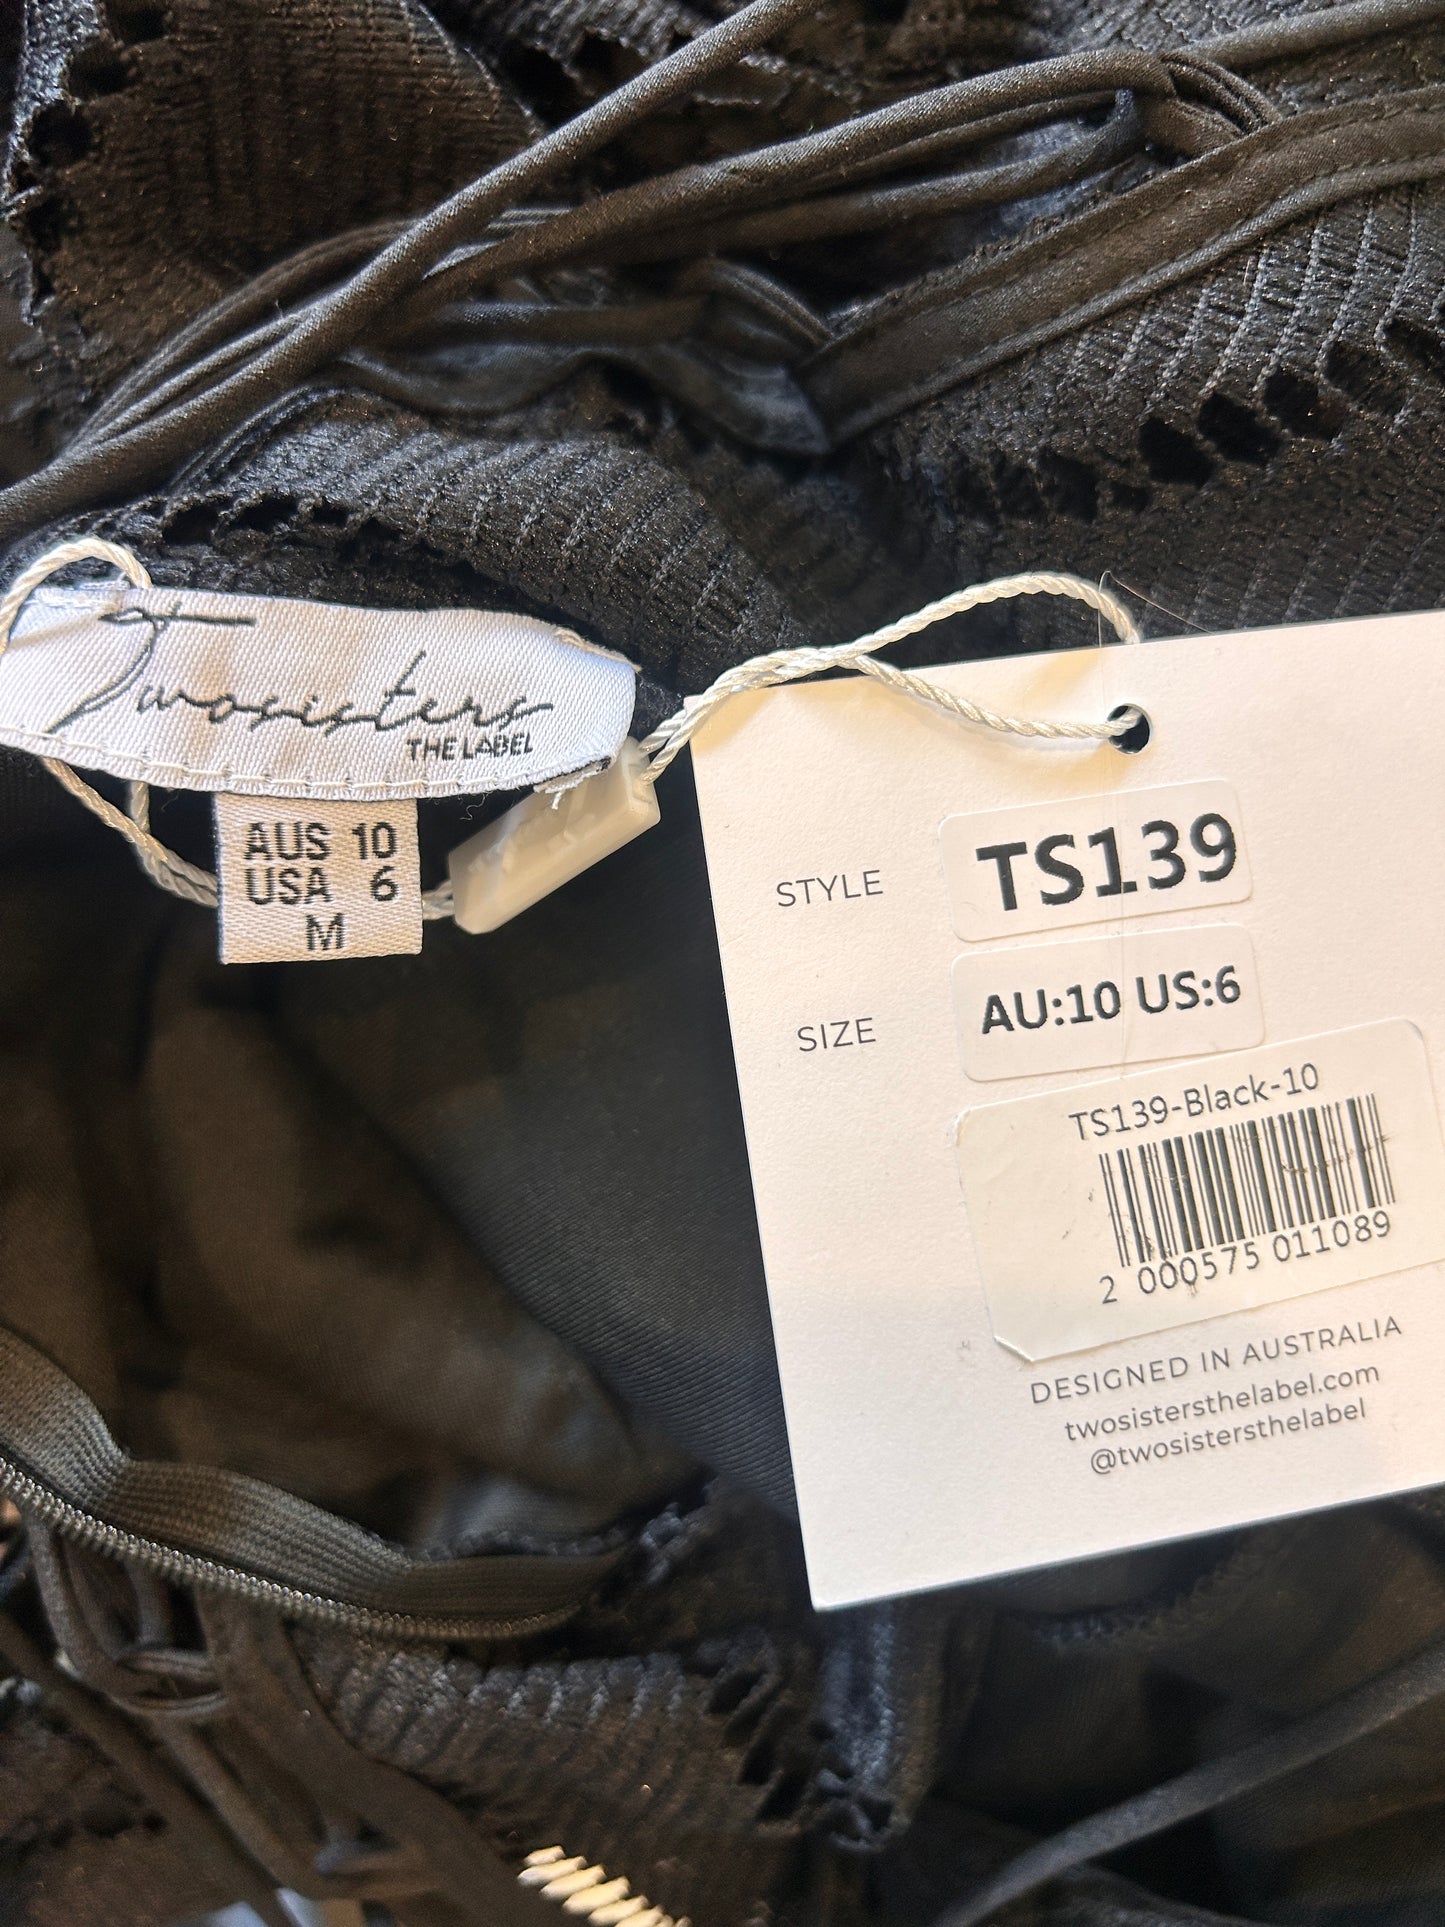 Twosisters
THE LABEL
AUS 10
USA 6
M
STYLE TS139
SIZE AU:10 US:6
TS139-Black-10
2 000575 011089
DESIGNED IN AUSTRALIA
twosistersthelabel.com
@twosistersthelabel